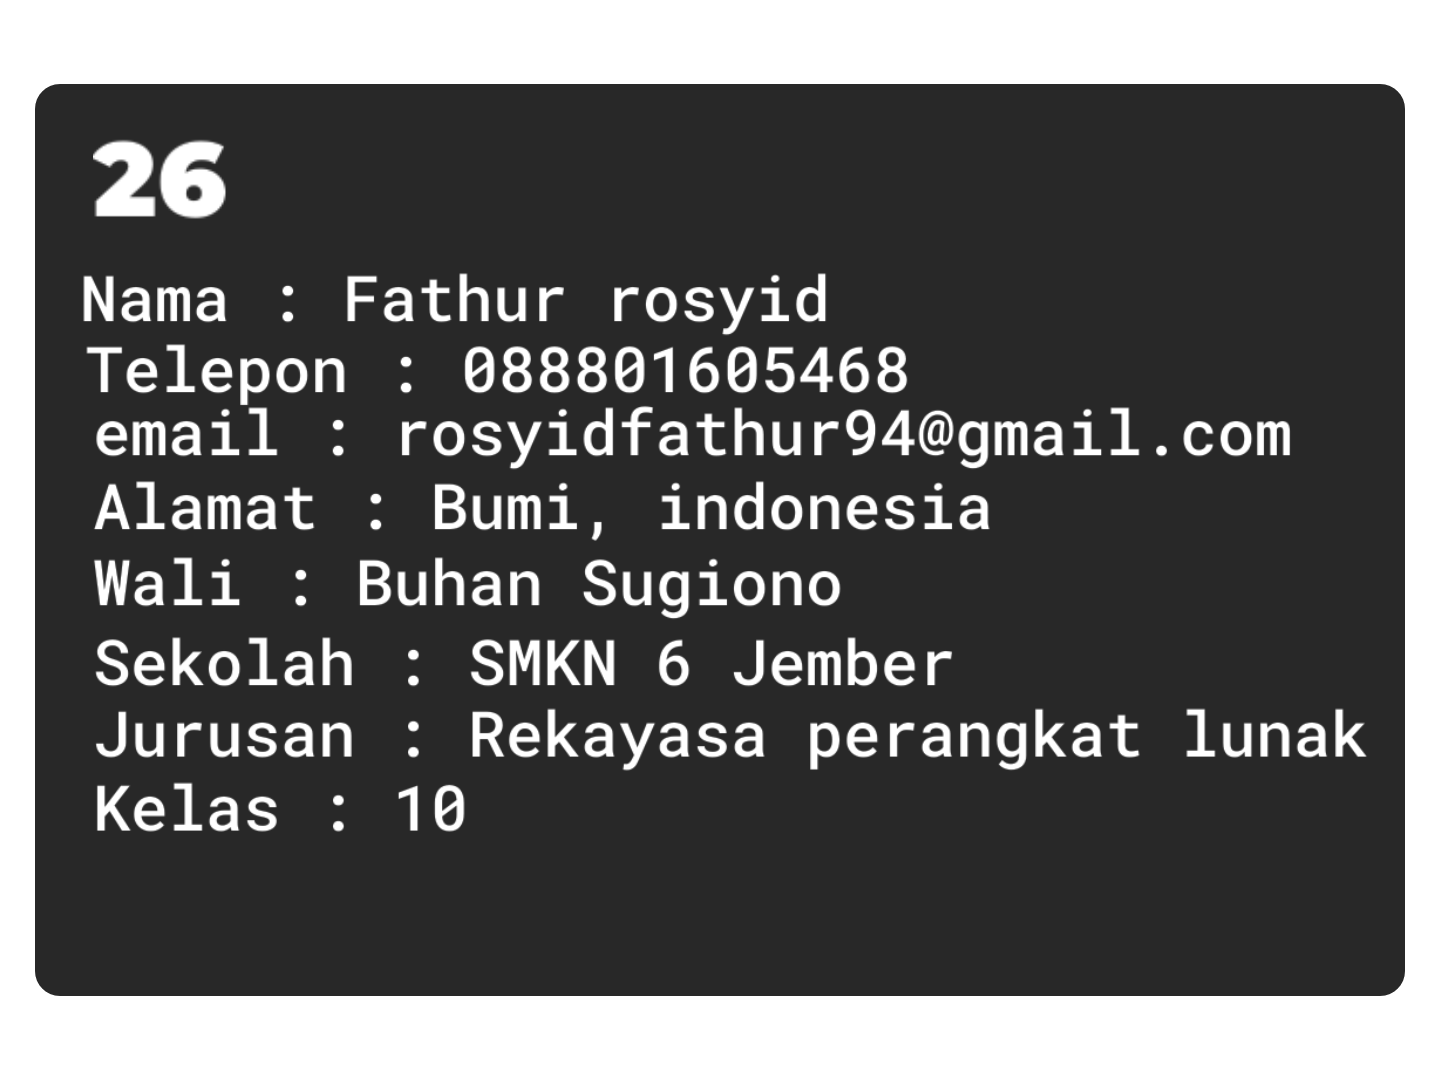 26
Nama : Fathur rosyid
Telepon : 088801605468
email : rosyidfathur94@gmail.com
Alamat : Bumi, indonesia
Wali : Buhan Sugiono
Sekolah : SMKN 6 Jember
Jurusan : Rekayasa perangkat lunak
Kelas : 10